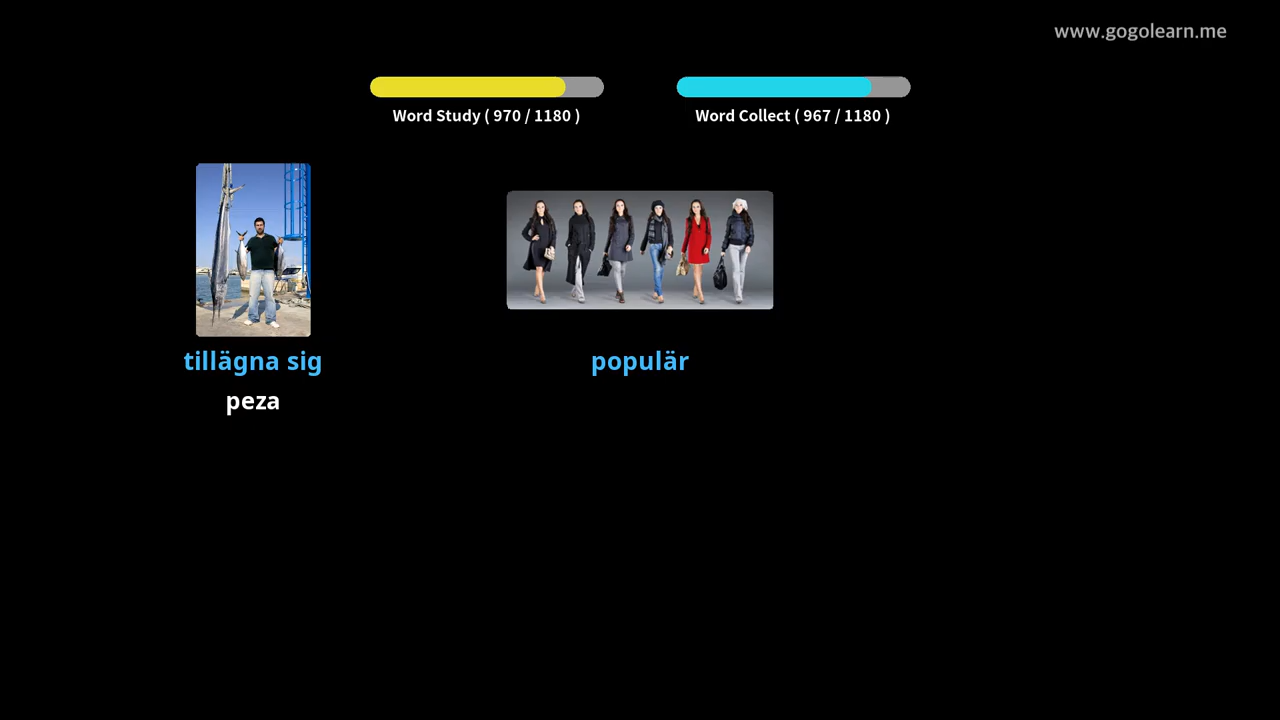 www.gogolearn.me
Word Study ( 970 / 1180 )
Word Collect ( 967 / 1180 )
tillägna sig
populär
peza